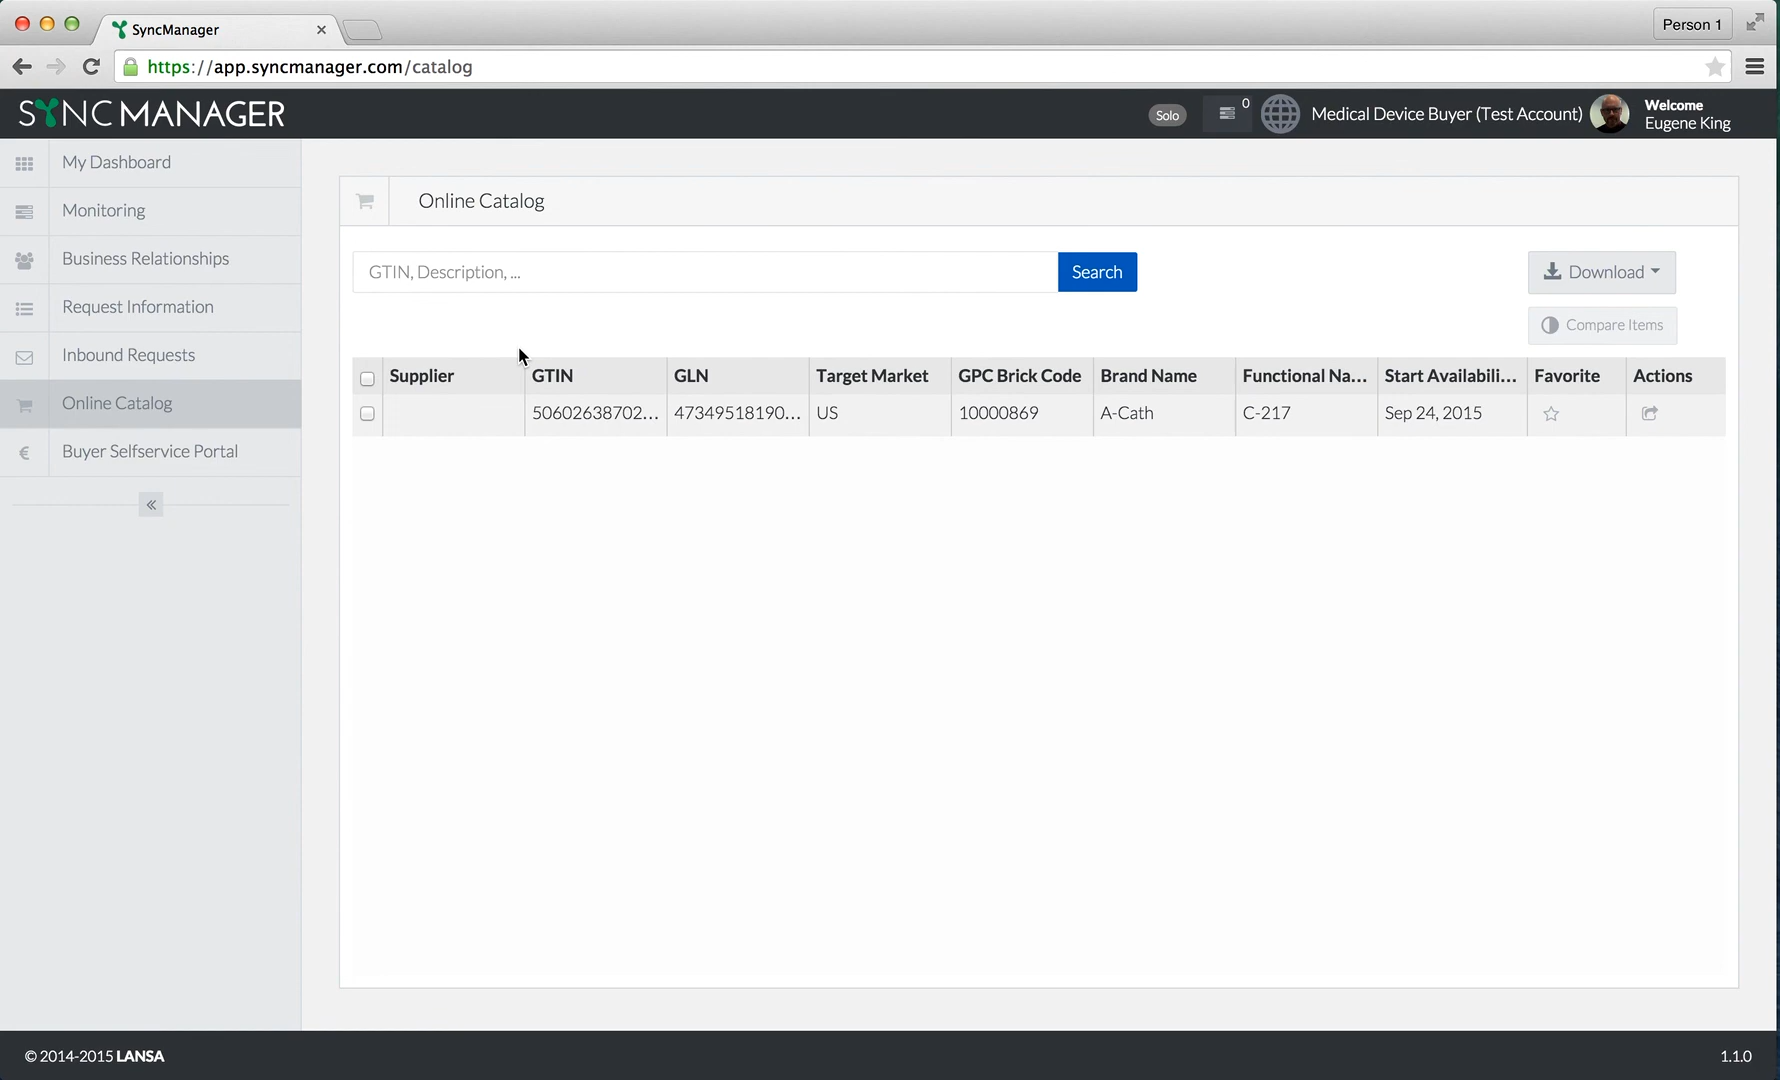 SyncManager
Person 1
https://app.syncmanager.com/catalog
SYNC MANAGER
Solo
0
Medical Device Buyer (Test Account)
Welcome
Eugene King
My Dashboard
Monitoring
Business Relationships
Request Information
Inbound Requests
Online Catalog
€ Buyer Selfservice Portal
«
Online Catalog
GTIN, Description, ...
Search
Download
Compare Items
Supplier GTIN GLN Target Market GPC Brick Code Brand Name Functional Na... Start Availabili... Favorite Actions
50602638702... 47349518190... US 10000869 A-Cath C-217 Sep 24, 2015
© 2014-2015 LANSA
1.1.0